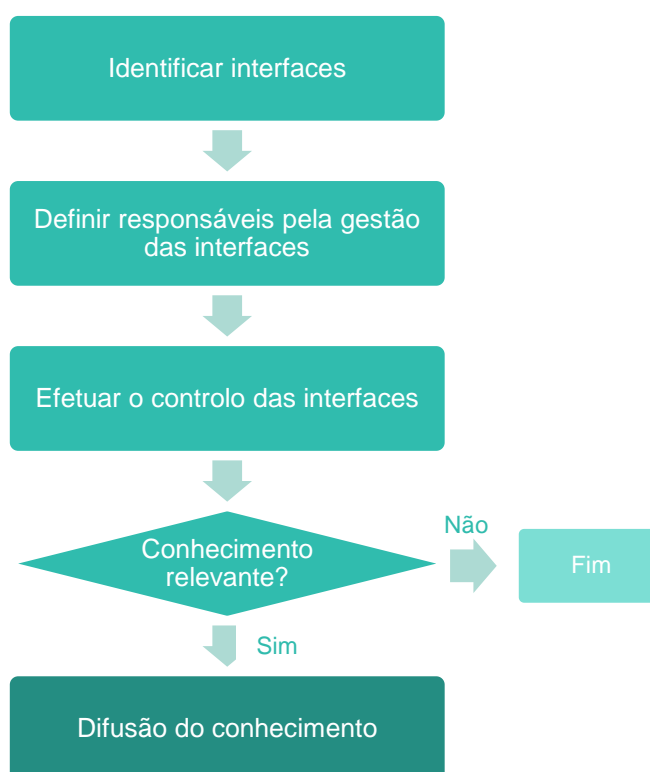 Identificar interfaces
Definir responsáveis pela gestão
das interfaces
Efetuar o controlo das interfaces
Conhecimento
relevante?
Não
Fim
Sim
Difusão do conhecimento